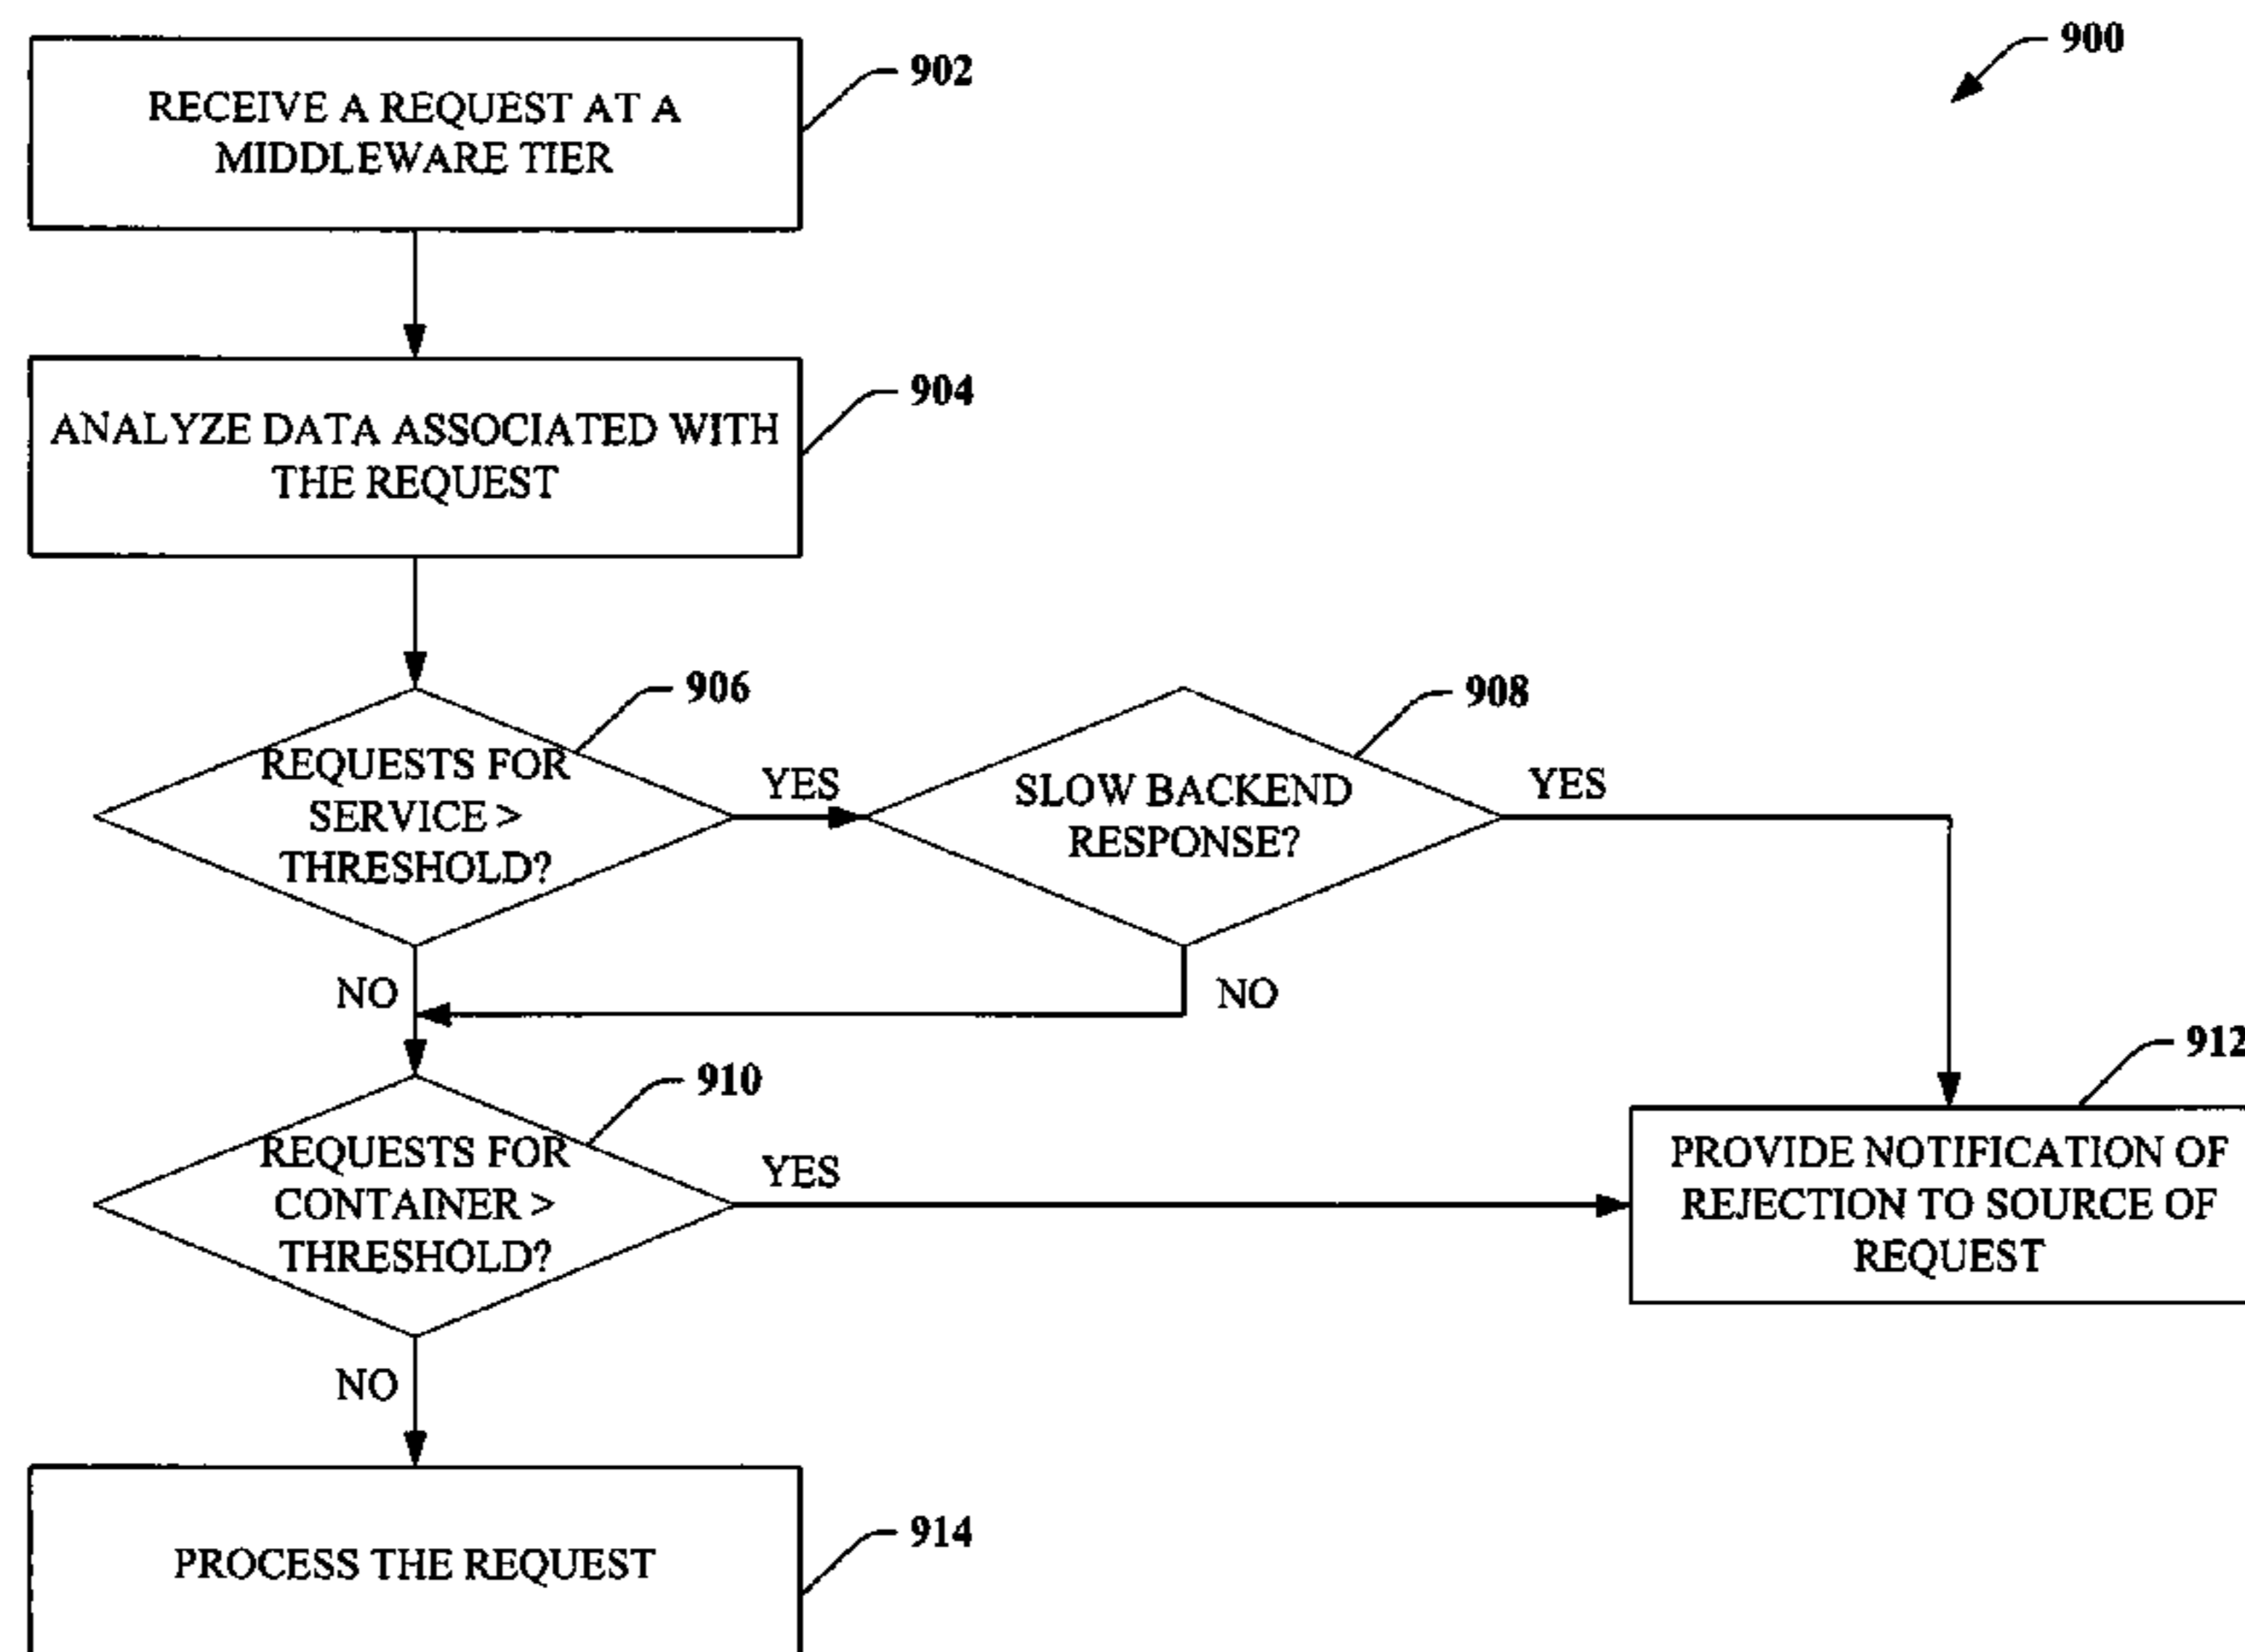 900
902
RECEIVE A REQUEST AT A
MIDDLEWARE TIER
904
ANALYZE DATA ASSOCIATED WITH
THE REQUEST
906
REQUESTS FOR
SERVICE >
THRESHOLD?
YES
NO
908
SLOW BACKEND
RESPONSE?
YES
NO
910
REQUESTS FOR
CONTAINER >
THRESHOLD?
YES
NO
912
PROVIDE NOTIFICATION OF
REJECTION TO SOURCE OF
REQUEST
914
PROCESS THE REQUEST